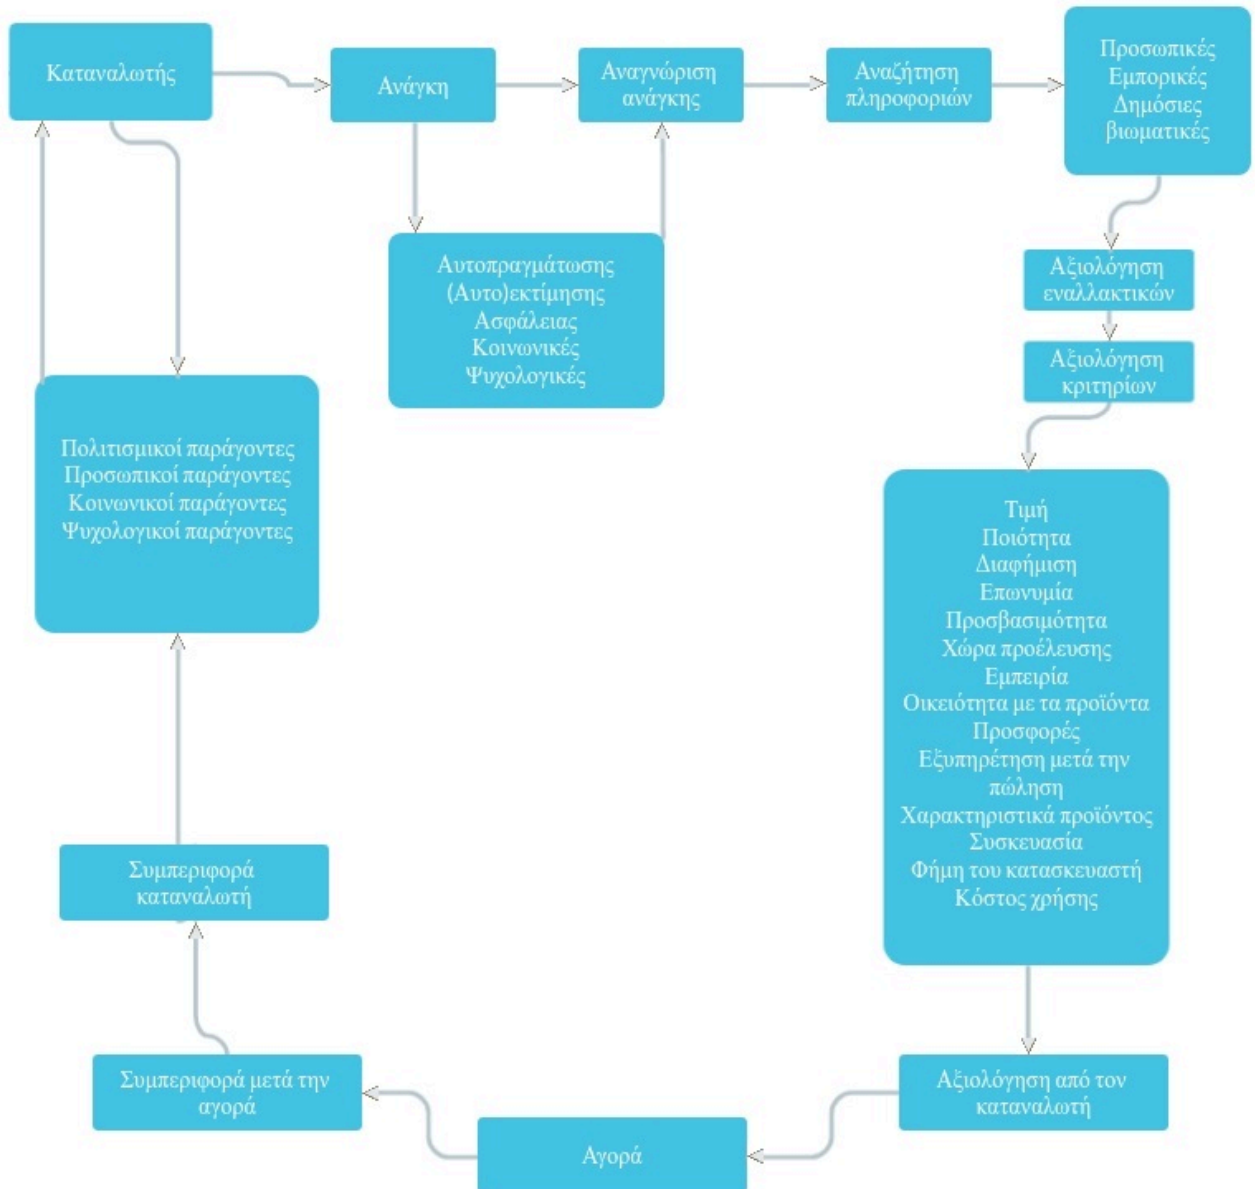 Καταναλωτής
Ανάγκη
Αναγνώριση
ανάγκης
Αναζήτηση
πληροφοριών
Προσωπικές
Εμπορικές
Δημόσιες
βιωματικές
Αυτοπραγμάτωσης
(Αυτο)εκτίμησης
Ασφάλειας
Κοινωνικές
Ψυχολογικές
Αξιολόγηση
εναλλακτικών
Αξιολόγηση
κριτηρίων
Πολιτισμικοί παράγοντες
Προσωπικοί παράγοντες
Κοινωνικοί παράγοντες
Ψυχολογικοί παράγοντες
Τιμή
Ποιότητα
Διαφήμιση
Επωνυμία
Προσβασιμότητα
Χώρα προέλευσης
Εμπειρία
Οικειότητα με τα προϊόντα
Προσφορές
Εξυπηρέτηση μετά την
πώληση
Χαρακτηριστικά προϊόντος
Συσκευασία
Φήμη του κατασκευαστή
Κόστος χρήσης
Αξιολόγηση από τον
καταναλωτή
Αγορά
Συμπεριφορά μετά την
αγορά
Συμπεριφορά
καταναλωτή